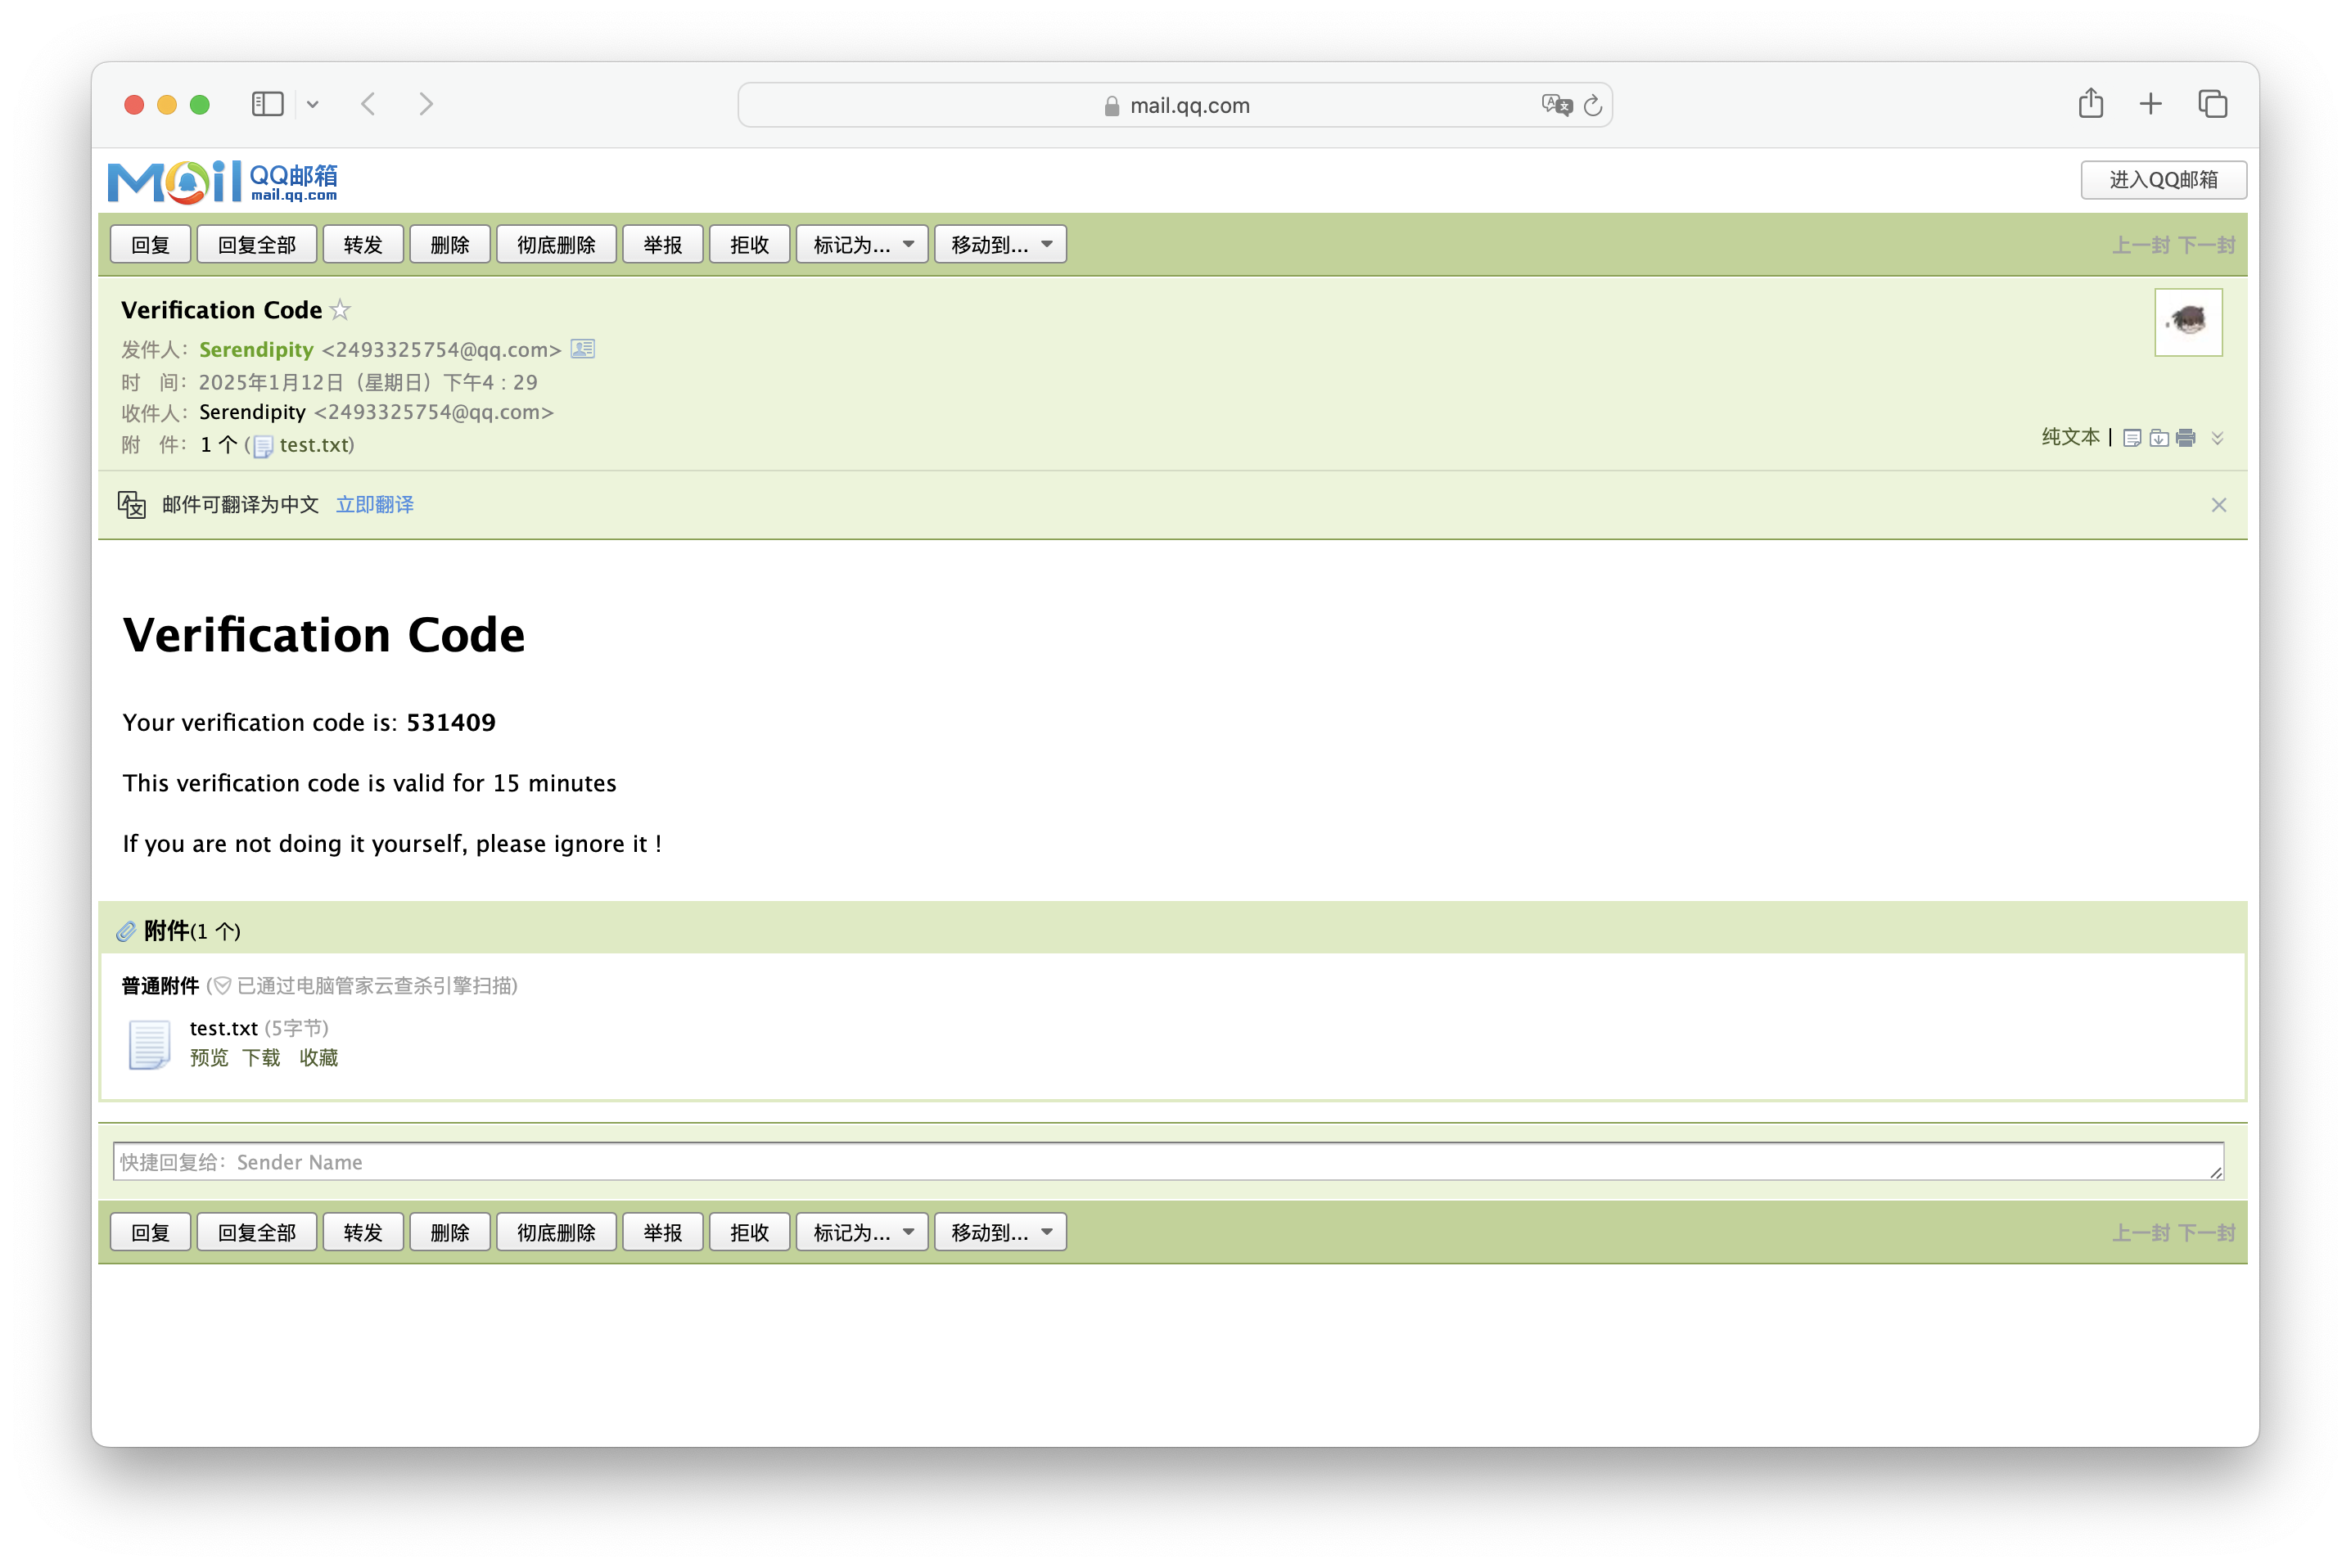 mail.qq.com
Mail QQ邮箱
mail.qq.com
进入QQ邮箱
回复 回复全部 转发 删除 彻底删除 举报 拒收 标记为... 移动到... 上一封 下一封
Verification Code
发件人： Serendipity <2493325754@qq.com>
时 间： 2025年1月12日（星期日）下午4：29
收件人： Serendipity <2493325754@qq.com>
附 件： 1 个 (test.txt)
纯文本 |
邮件可翻译为中文 立即翻译
Verification Code
Your verification code is: 531409
This verification code is valid for 15 minutes
If you are not doing it yourself, please ignore it !
附件(1 个)
普通附件 (已通过电脑管家云查杀引擎扫描)
test.txt (5字节)
预览 下载 收藏
快捷回复给：Sender Name
回复 回复全部 转发 删除 彻底删除 举报 拒收 标记为... 移动到... 上一封 下一封